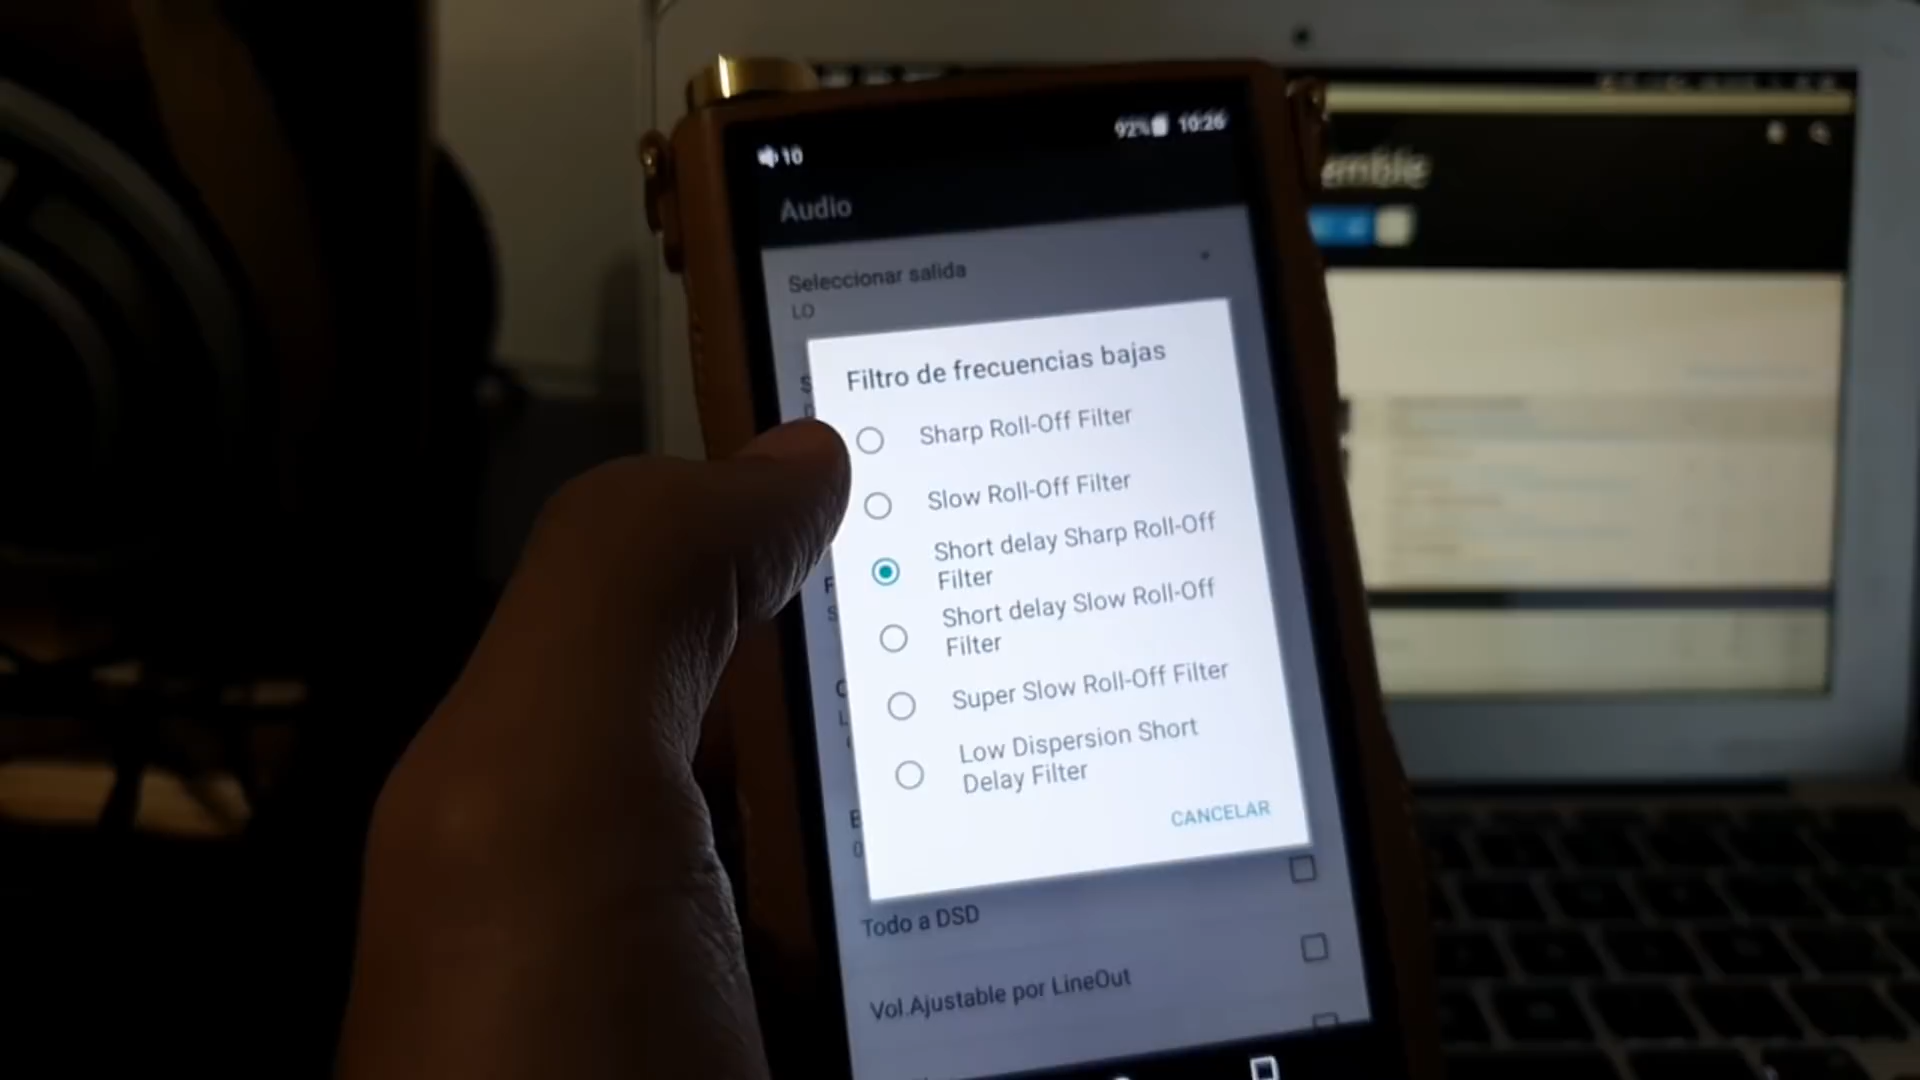 92% 10:26
10
Audio
Seleccionar salida
LO
Filtro de frecuencias bajas
Sharp Roll-Off Filter
Slow Roll-Off Filter
Short delay Sharp Roll-Off
Filter
Short delay Slow Roll-Off
Filter
Super Slow Roll-Off Filter
Low Dispersion Short
Delay Filter
CANCELAR
Todo a DSD
Vol.Ajustable por LineOut